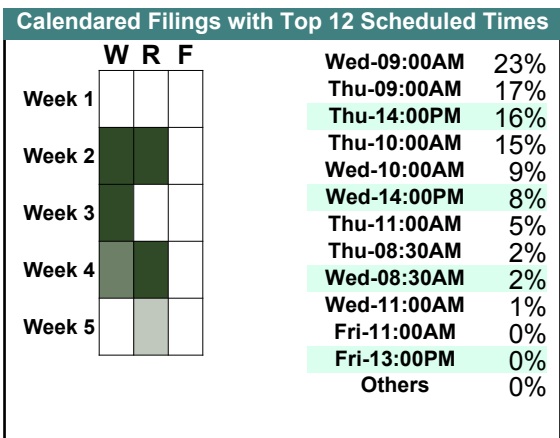 Calendared Filings with Top 12 Scheduled Times
W R F
Week 1
Week 2
Week 3
Week 4
Week 5
Wed-09:00AM 23%
Thu-09:00AM 17%
Thu-14:00PM 16%
Thu-10:00AM 15%
Wed-10:00AM 9%
Wed-14:00PM 8%
Thu-11:00AM 5%
Thu-08:30AM 2%
Wed-08:30AM 2%
Wed-11:00AM 1%
Fri-11:00AM 0%
Fri-13:00PM 0%
Others 0%